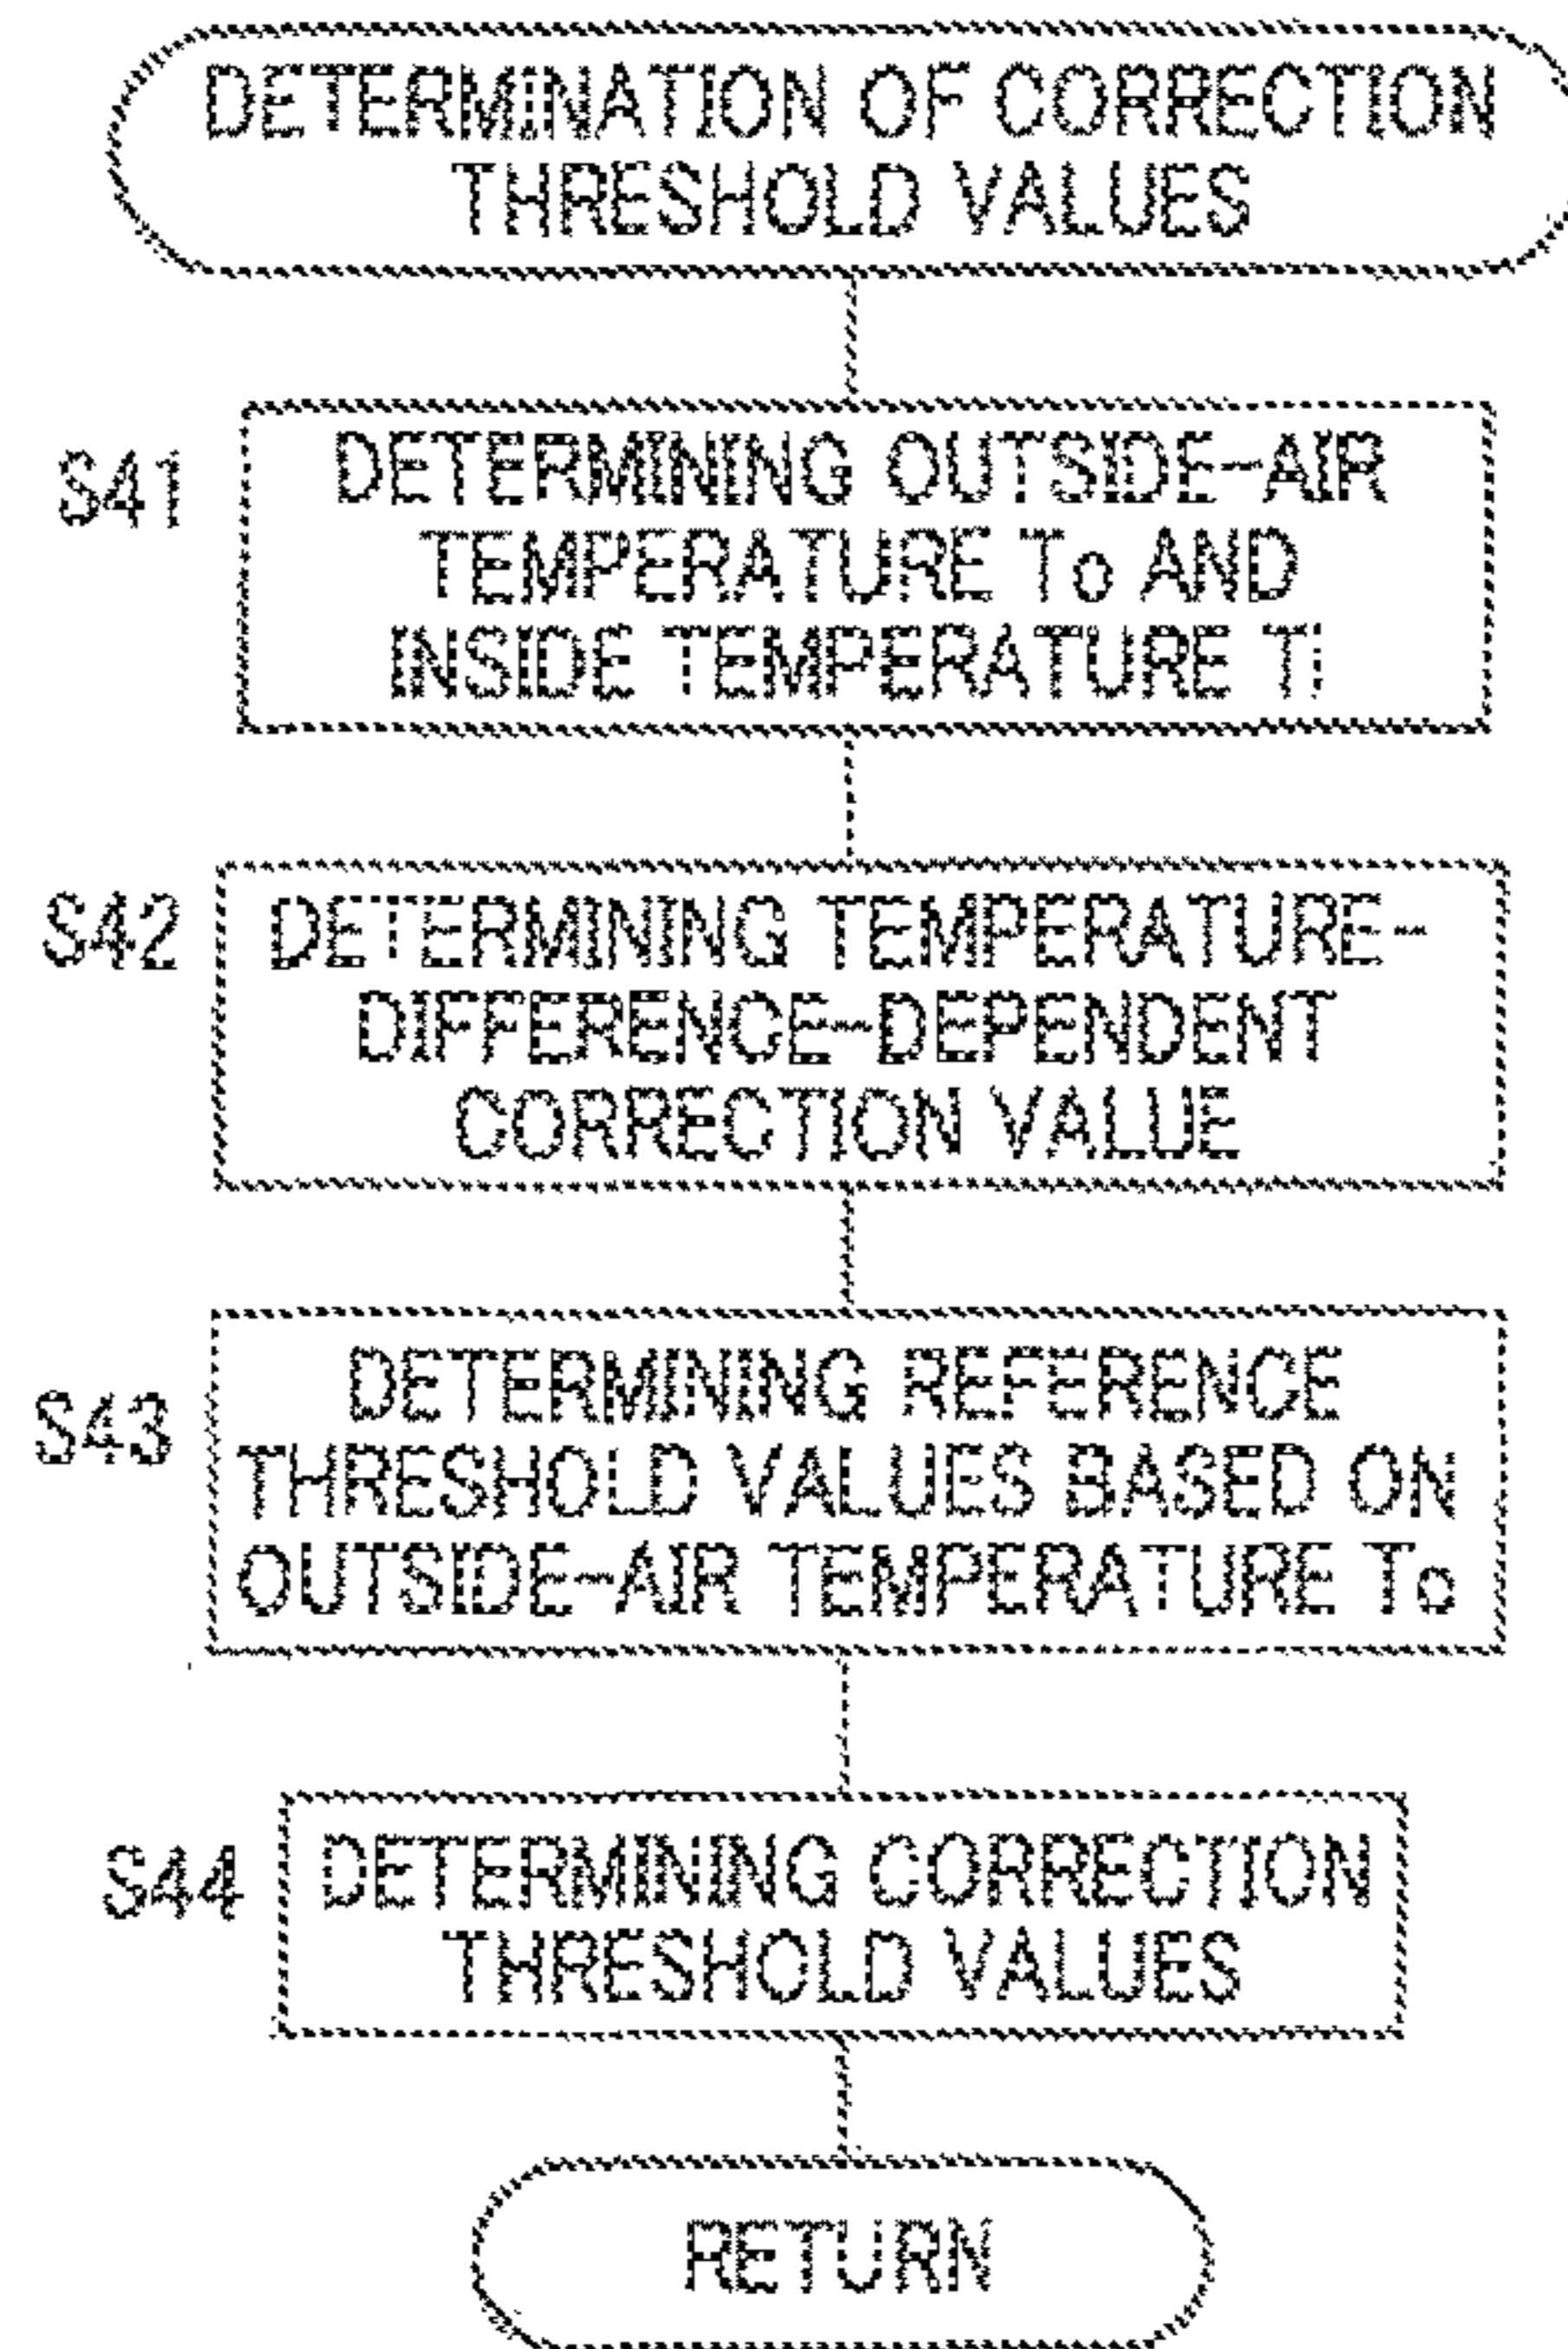 DETERMINATION OF CORRECTION
THRESHOLD VALUES
S41
DETERMINING OUTSIDE-AIR
TEMPERATURE To AND
INSIDE TEMPERATURE Ti
S42
DETERMINING TEMPERATURE-
DIFFERENCE-DEPENDENT
CORRECTION VALUE
S43
DETERMINING REFERENCE
THRESHOLD VALUES BASED ON
OUTSIDE-AIR TEMPERATURE To
S44
DETERMINING CORRECTION
THRESHOLD VALUES
RETURN